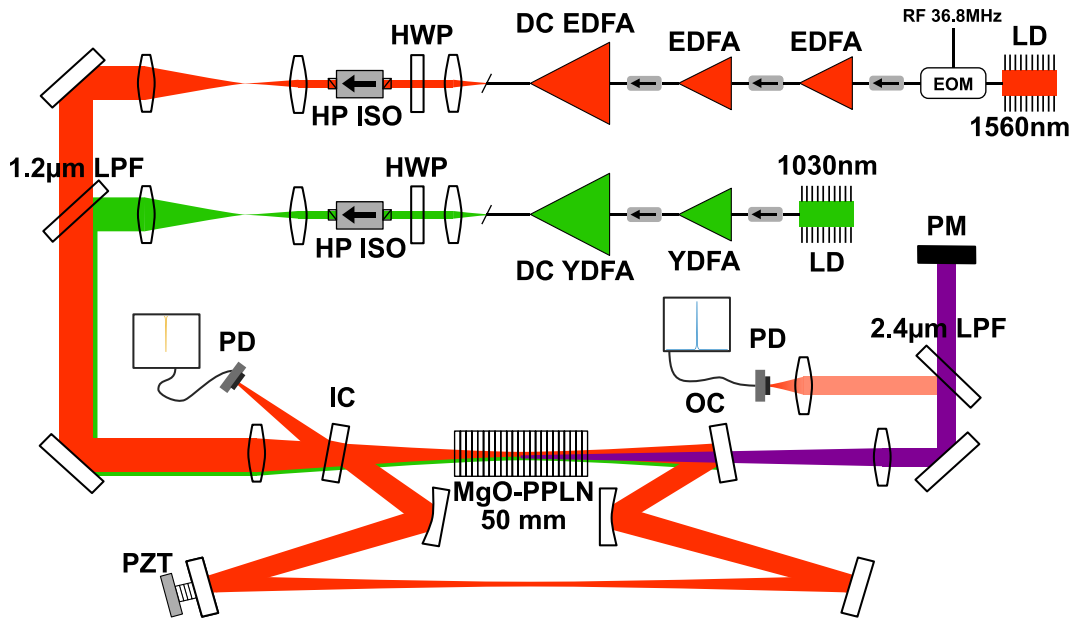 RF 36.8MHz
HWP
DC EDFA
EDFA
EDFA
LD
EOM
HP ISO
1560nm
1.2µm LPF
HWP
1030nm
HP ISO
DC YDFA
YDFA
LD
PM
2.4µm LPF
PD
PD
IC
OC
MgO-PPLN
50 mm
PZT